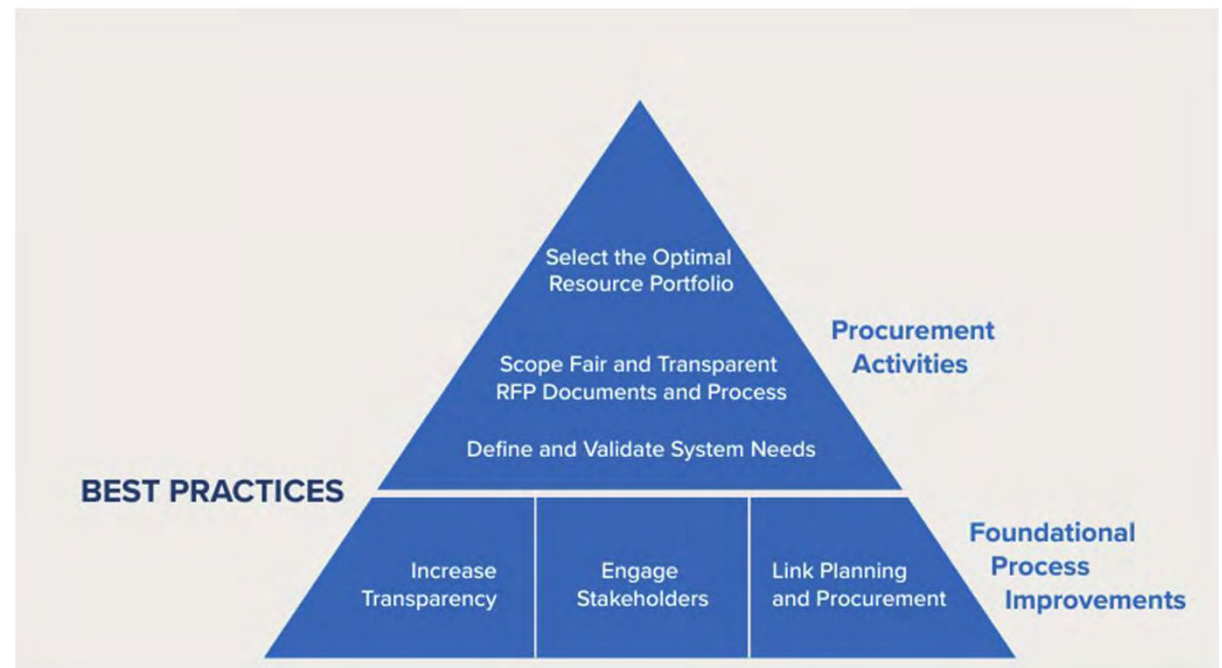 Select the Optimal
Resource Portfolio
Scope Fair and Transparent
RFP Documents and Process
Define and Validate System Needs
Procurement
Activities
BEST PRACTICES
Increase
Transparency
Engage
Stakeholders
Link Planning
and Procurement
Foundational
Process
Improvements